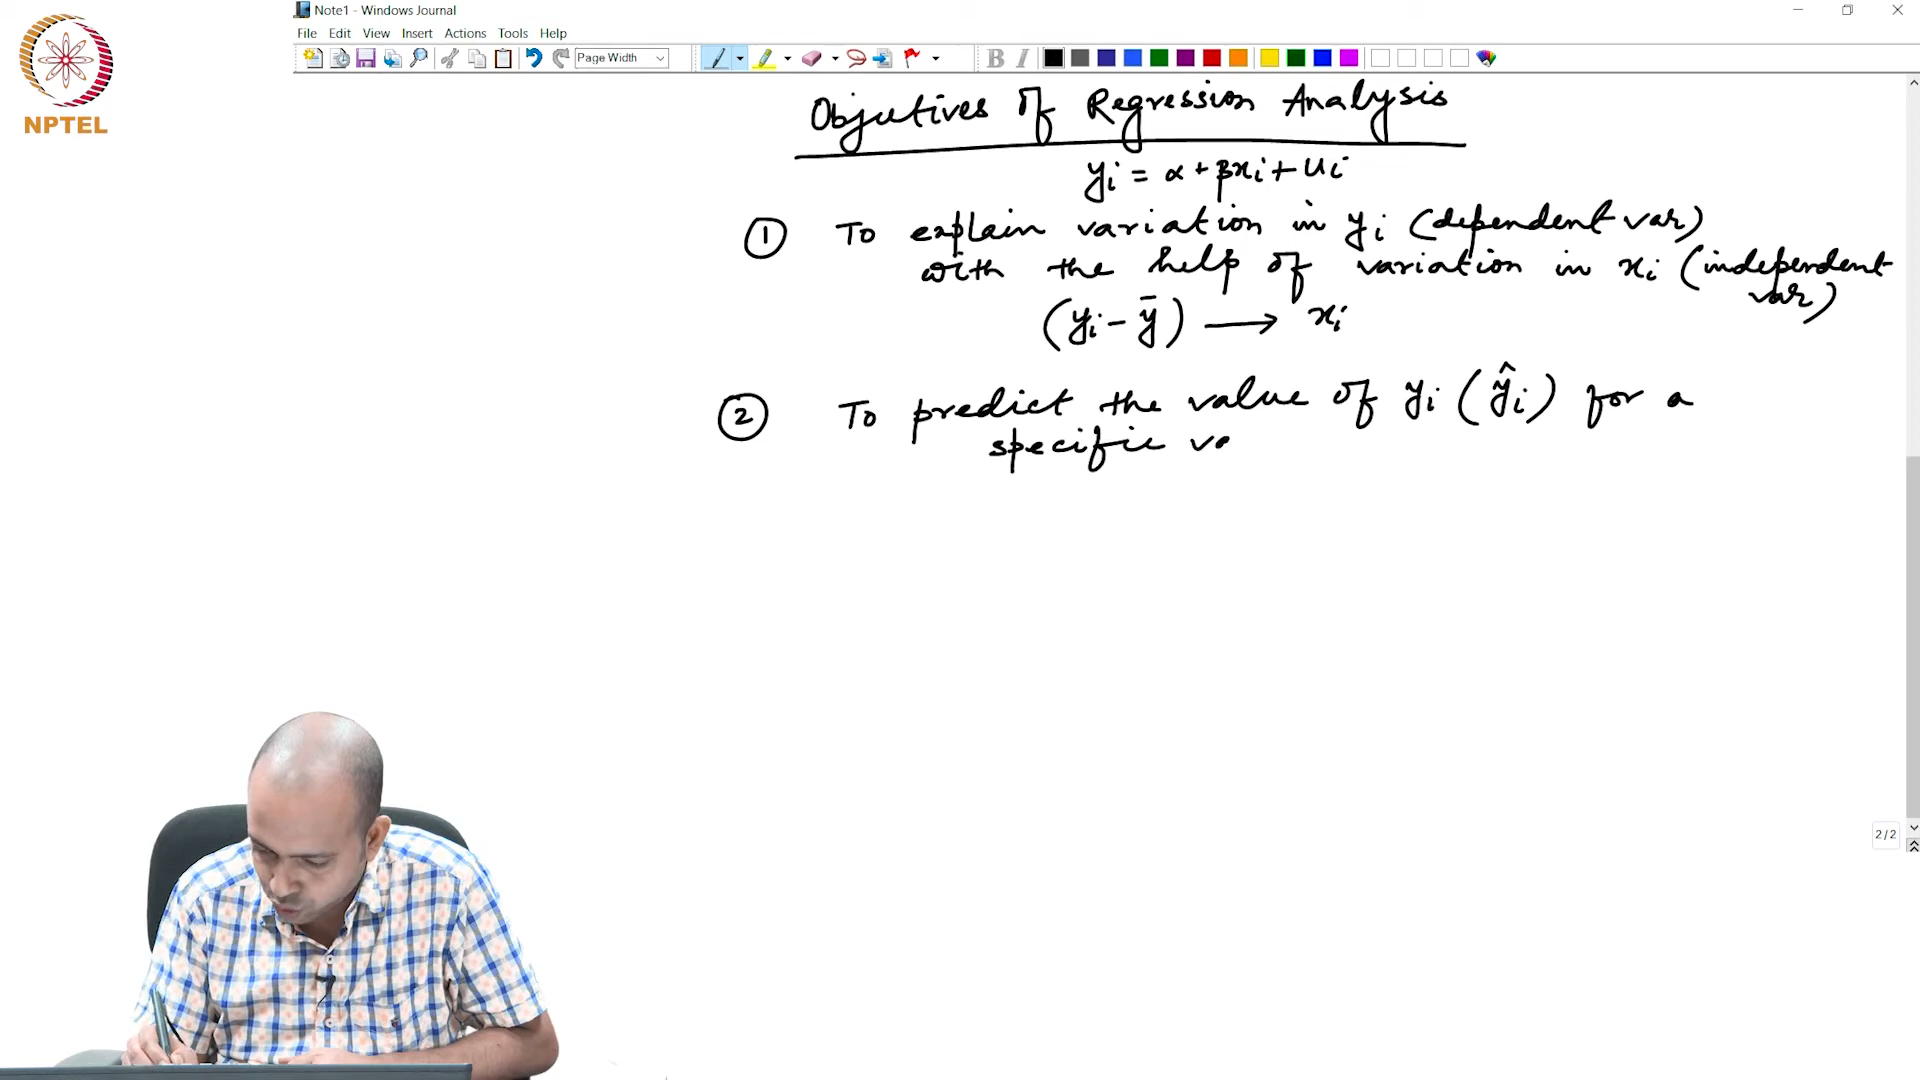 Note1 - Windows Journal
File Edit View Insert Actions Tools Help
Page Width
B I
NPTEL
Objectives of Regression Analysis
yᵢ = α + βxᵢ + uᵢ
① To explain variation in yᵢ (dependent var)
with the help of variation in xᵢ (independent
var)
(yᵢ - ȳ) ⟶ xᵢ
② To predict the value of yᵢ (ŷᵢ) for a
specific va
2/2